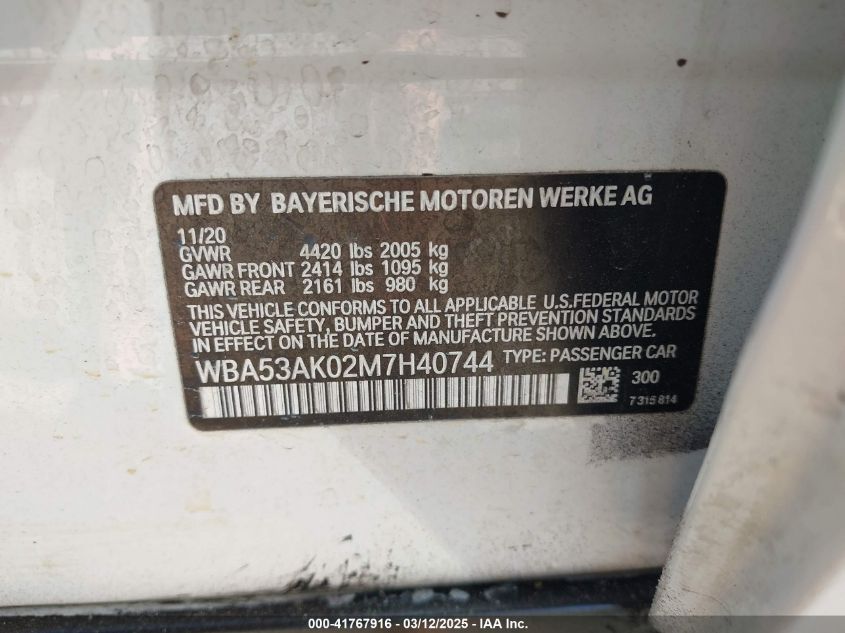 MFD BY BAYERISCHE MOTOREN WERKE AG
11/20
GVWR 4420 lbs 2005 kg
GAWR FRONT 2414 lbs 1095 kg
GAWR REAR 2161 lbs 980 kg
THIS VEHICLE CONFORMS TO ALL APPLICABLE U.S.FEDERAL MOTOR
VEHICLE SAFETY, BUMPER AND THEFT PREVENTION STANDARDS
IN EFFECT ON THE DATE OF MANUFACTURE SHOWN ABOVE.
WBA53AK02M7H40744 TYPE: PASSENGER CAR
300
7 315 814
000-41767916 - 03/12/2025 - IAA Inc.